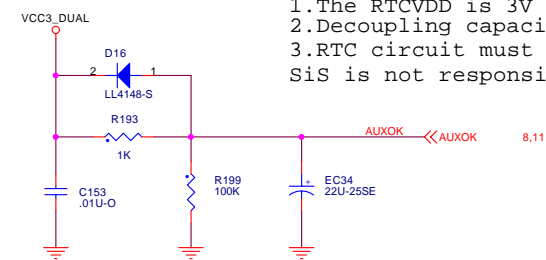 1.The RTCVDD is 3V
2.Decoupling capaci
3.RTC circuit must
SiS is not responsi
VCC3_DUAL
D16
2 1
LL4148-S
R193
1K
AUXOK
AUXOK 8,11
C153
.01U-O
R199
100K
EC34
+
22U-25SE